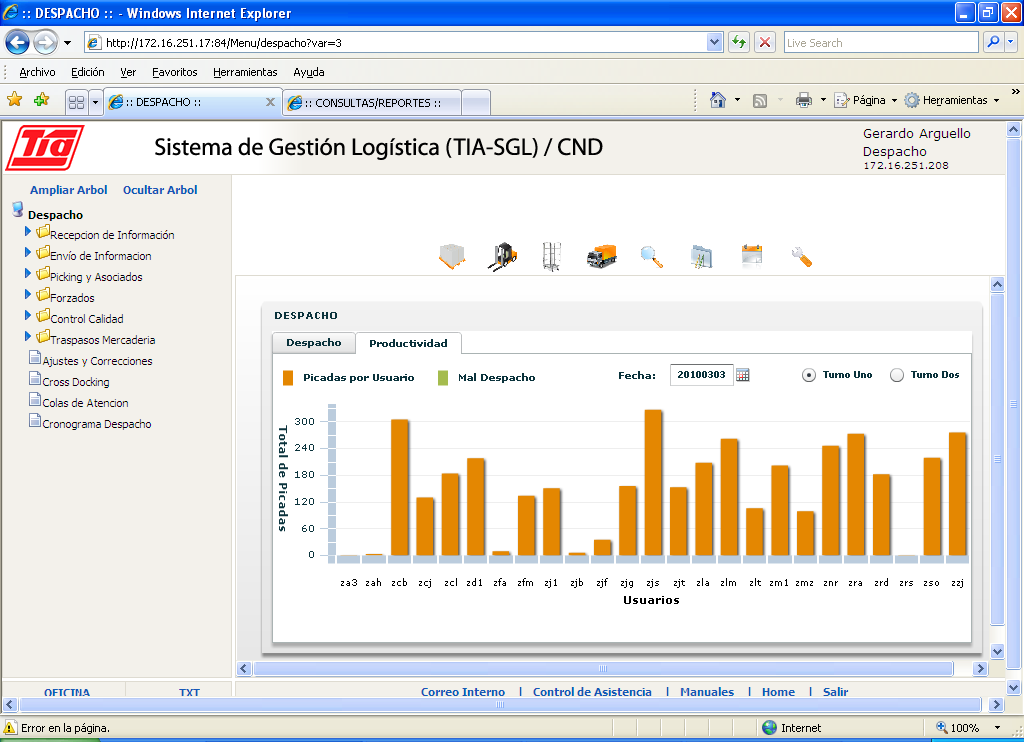 :: DESPACHO :: - Windows Internet Explorer
http://172.16.251.17:84/Menu/despacho?var=3
Live Search
Archivo Edición Ver Favoritos Herramientas Ayuda
:: DESPACHO ::
:: CONSULTAS/REPORTES ::
Página
Herramientas
Tia
Sistema de Gestión Logística (TIA-SGL) / CND
Gerardo Arguello
Despacho
172.16.251.208
Ampliar Arbol Ocultar Arbol
Despacho
Recepcion de Información
Envío de Informacion
Picking y Asociados
Forzados
Control Calidad
Traspasos Mercaderia
Ajustes y Correcciones
Cross Docking
Colas de Atencion
Cronograma Despacho
OFICINA TXT
DESPACHO
Despacho Productividad
Picadas por Usuario Mal Despacho Fecha: 20100303 Turno Uno Turno Dos
Total de Picadas
300
240
180
120
60
0
za3 zah zcb zcj zcl zd1 zfa zfm zj1 zjb zjf zjg zjs zjt zla zlm zlt zm1 zmz znr zra zrd zrs zso zzj
Usuarios
Correo Interno | Control de Asistencia | Manuales | Home | Salir
Error en la página.
Internet
100%